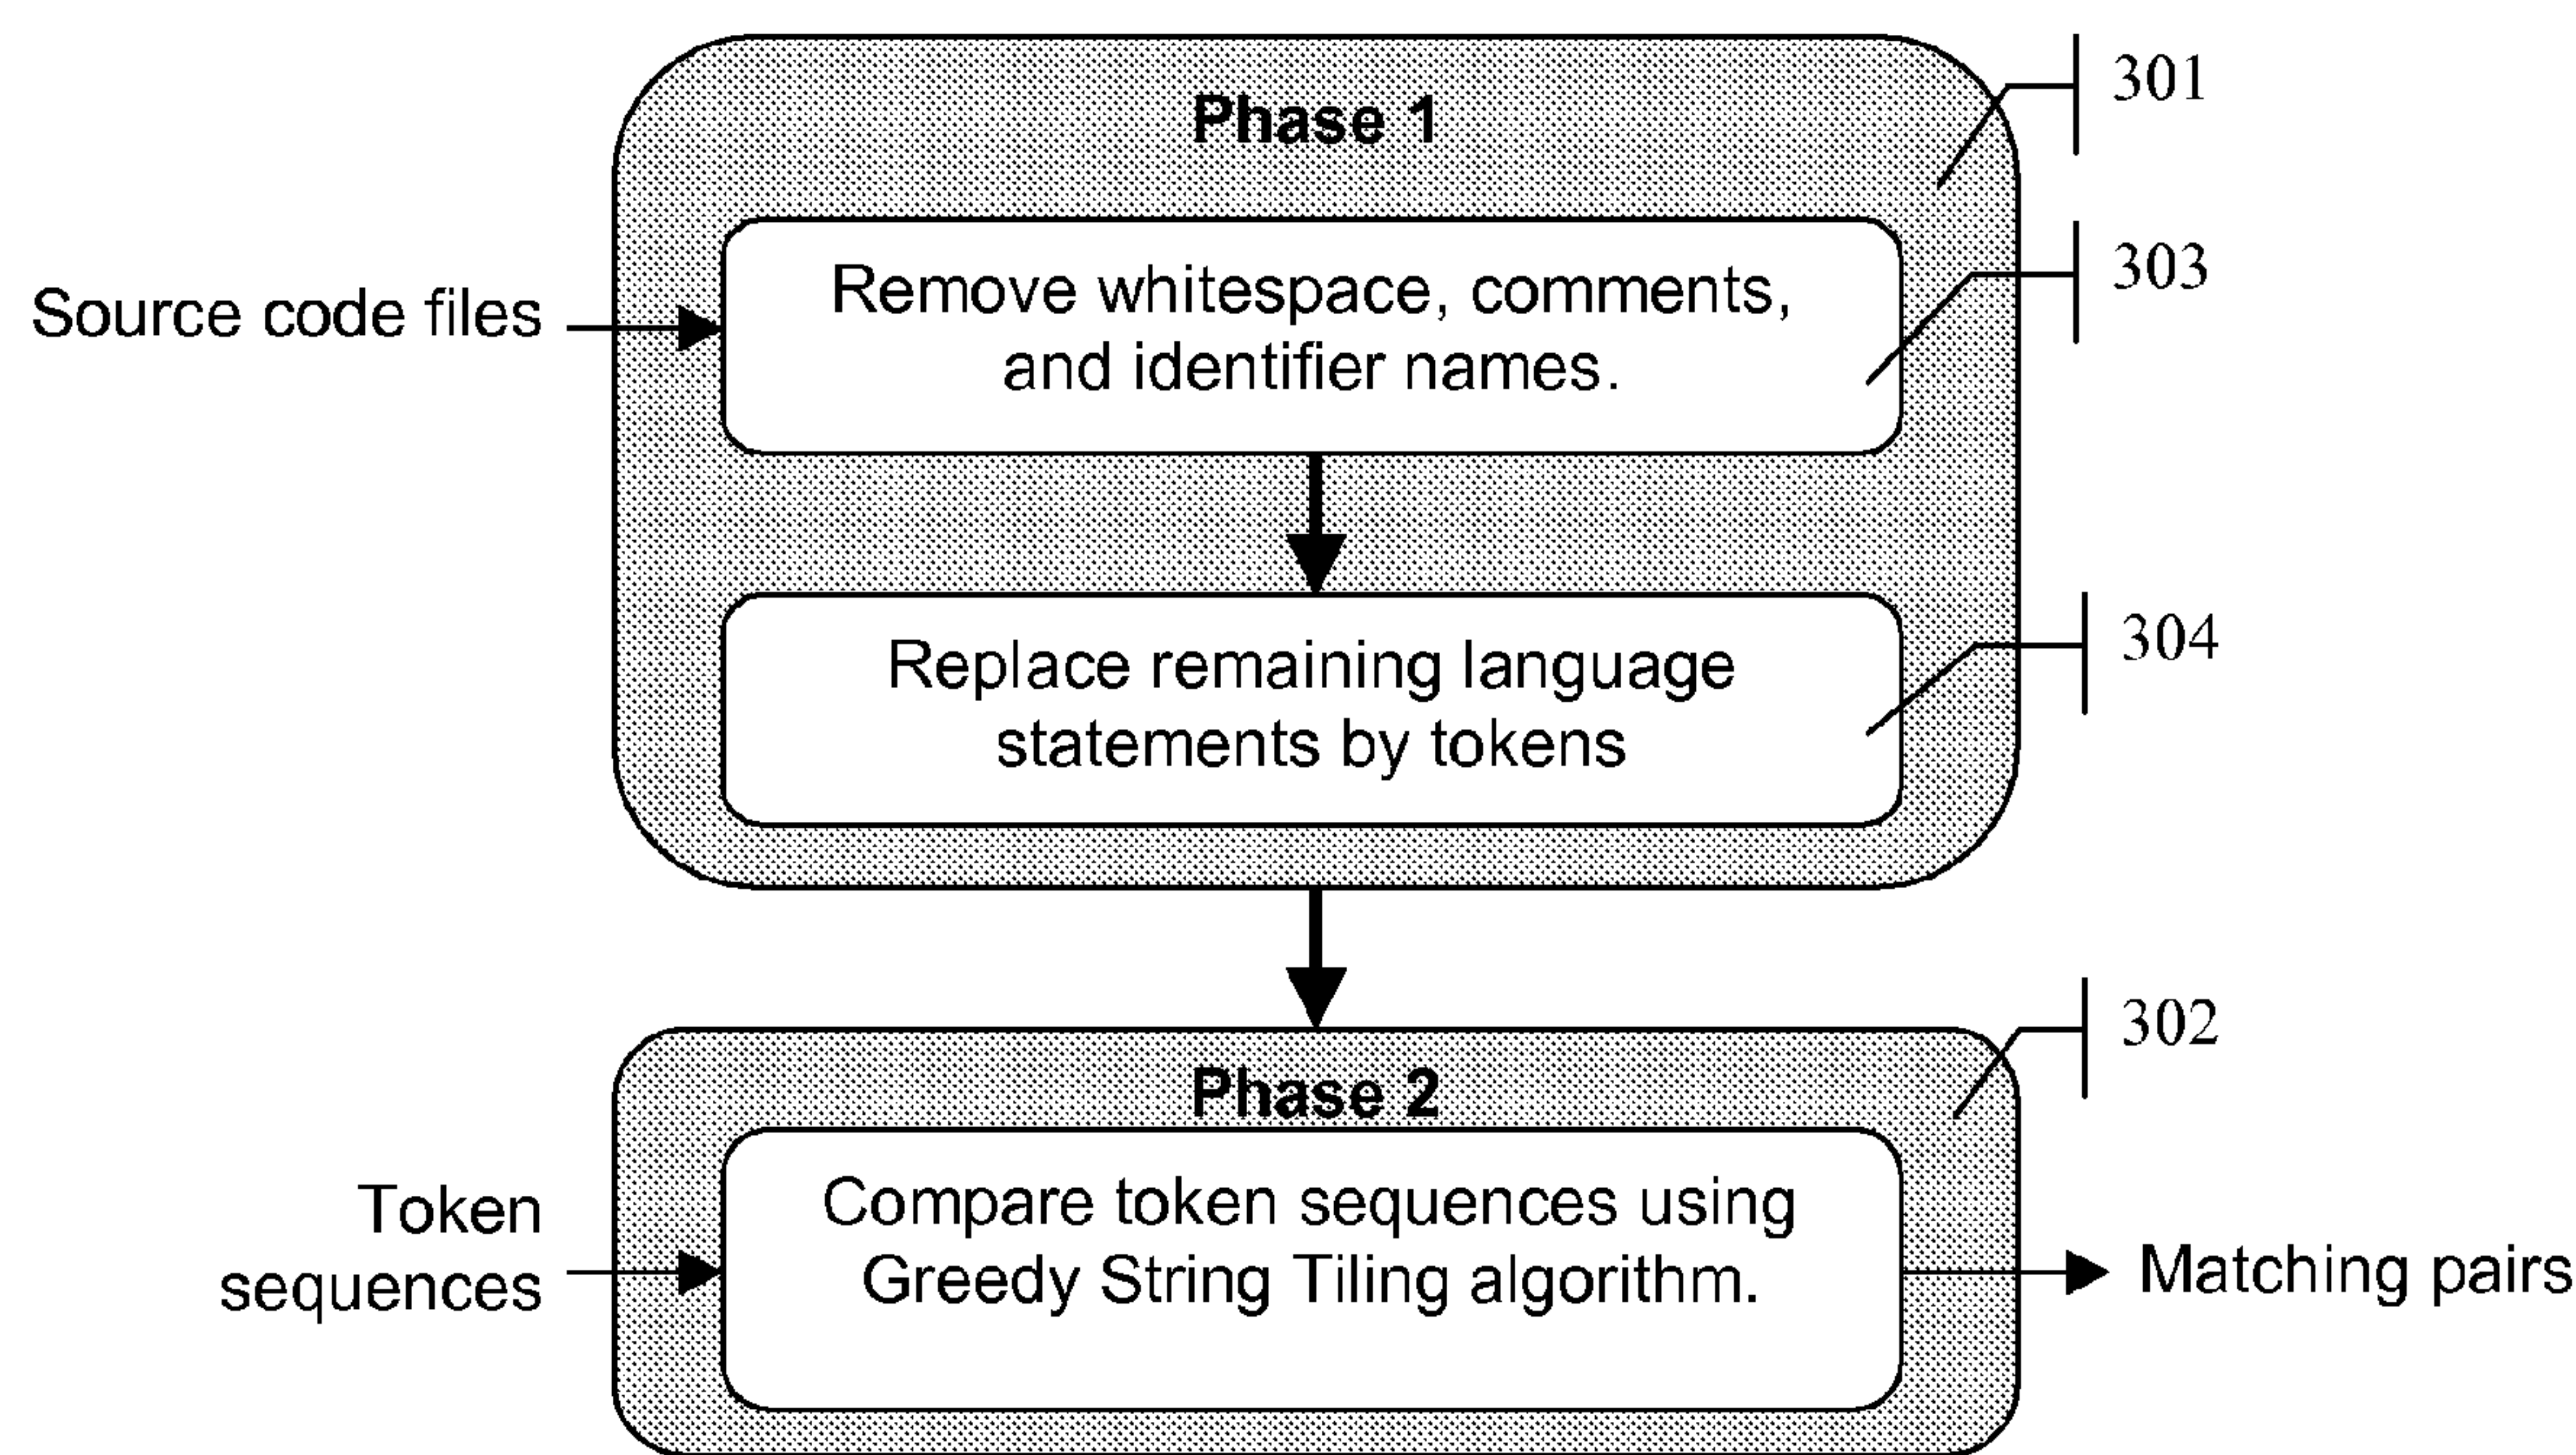 Phase 1
301
Source code files
Remove whitespace, comments,
and identifier names.
303
Replace remaining language
statements by tokens
304
Phase 2
302
Token
sequences
Compare token sequences using
Greedy String Tiling algorithm.
Matching pairs